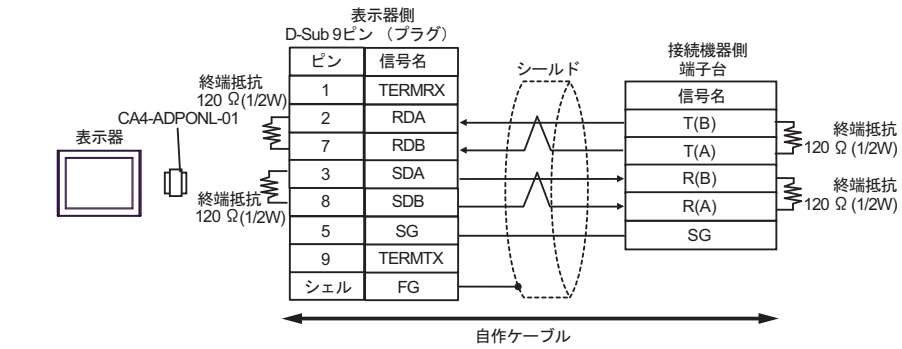 表示器側
D-Sub 9ピン （プラグ）
ピン 信号名
1 TERMRX
2 RDA
7 RDB
3 SDA
8 SDB
5 SG
9 TERMTX
シェル FG
終端抵抗
120 Ω(1/2W)
CA4-ADPONL-01
表示器
終端抵抗
120 Ω(1/2W)
シールド
接続機器側
端子台
信号名
T(B)
T(A)
R(B)
R(A)
SG
終端抵抗
120 Ω (1/2W)
終端抵抗
120 Ω (1/2W)
自作ケーブル